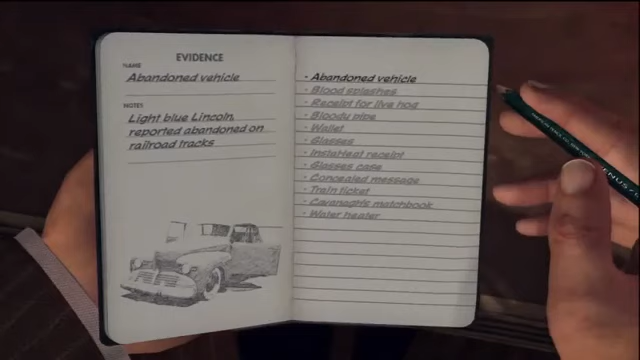 EVIDENCE
NAME
Abandoned vehicle
NOTES
Light blue Lincoln,
reported abandoned on
railroad tracks
- Abandoned vehicle
- Blood splashes
- Receipt for live hog
- Bloody pipe
- Wallet
- Glasses
- InstaHeat receipt
- Glasses case
- Concealed message
- Train ticket
- Cavanagh's matchbook
- Water heater